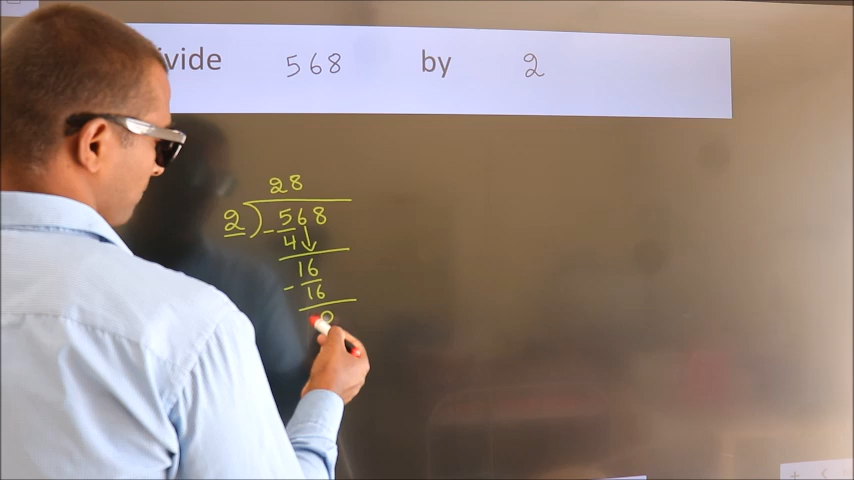 ivide 568 by 2
28
2 ) 568
- 4 ↓
16
- 16
0